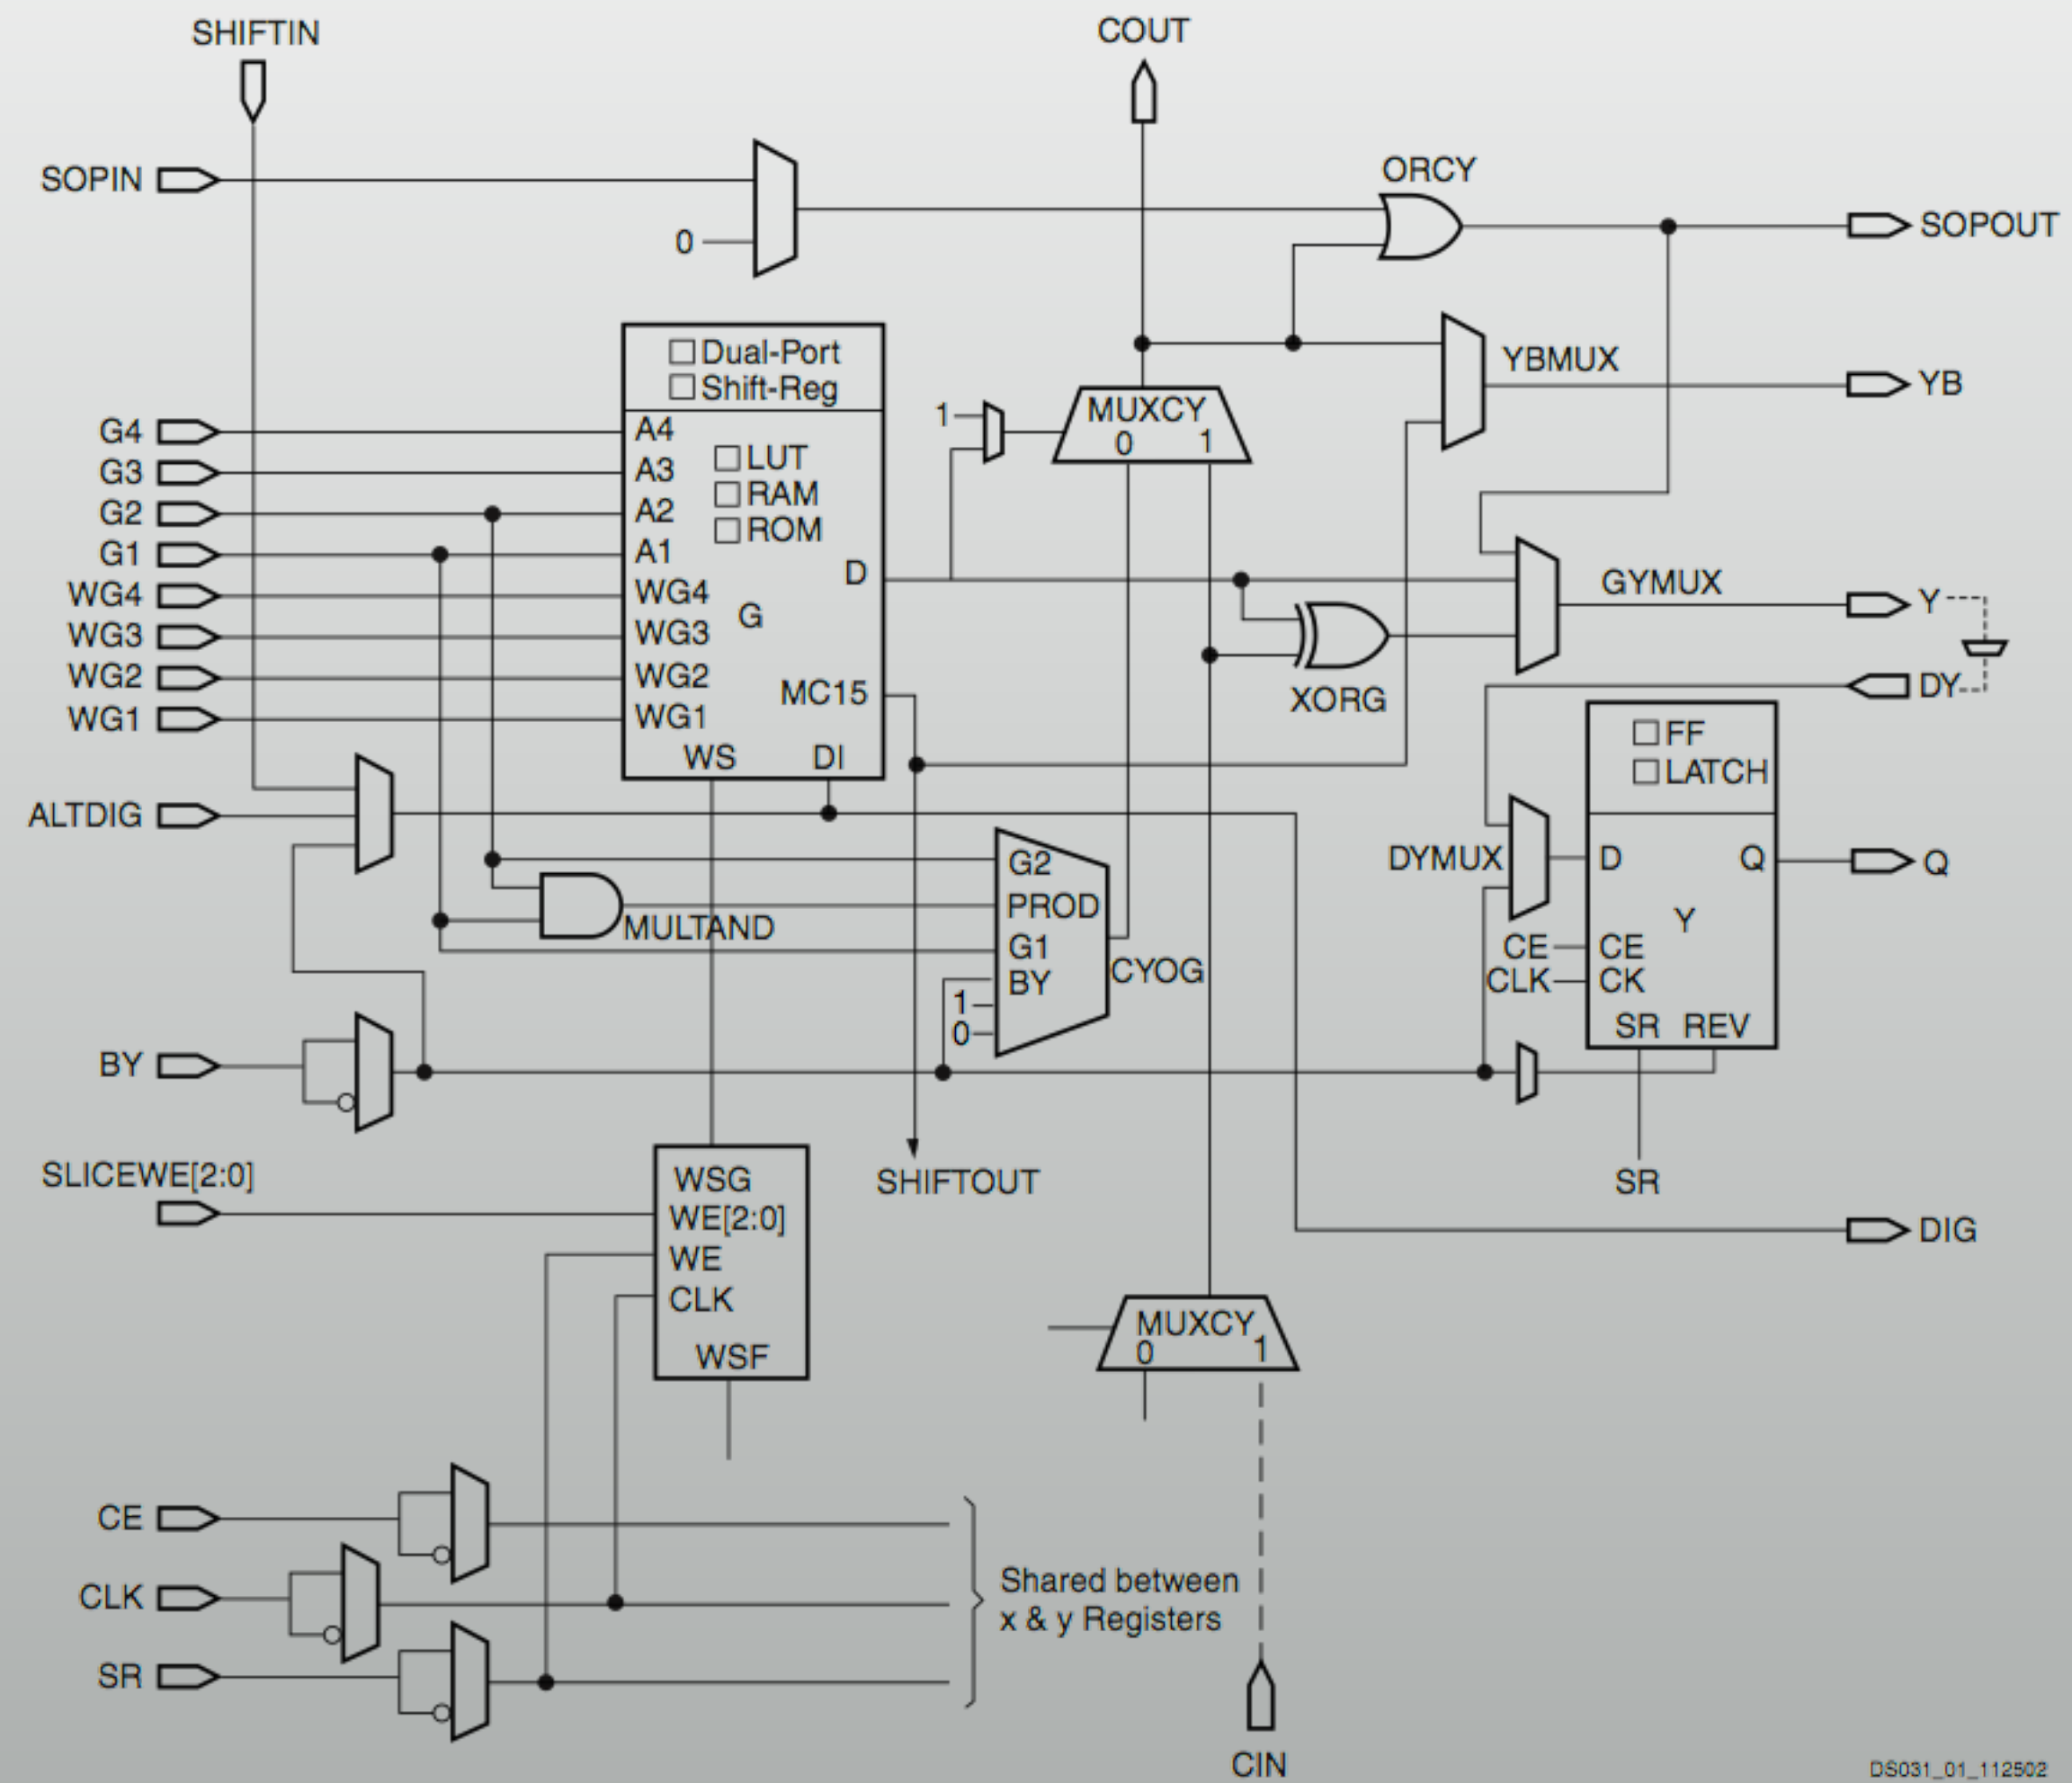 SHIFTIN
COUT
SOPIN
0
ORCY
SOPOUT
Dual-Port
Shift-Reg
YBMUX
YB
1
MUXCY
0 1
G4
A4
LUT
G3
A3
RAM
G2
A2
ROM
G1
A1
D
WG4
WG4
G
WG3
WG3
WG2
WG2
MC15
WG1
WG1
WS
DI
GYMUX
Y
XORG
DY
FF
LATCH
ALTDIG
G2
PROD
G1
BY
1
0
MULTAND
CYOG
DYMUX
D
Q
Q
Y
CE
CE
CLK
CK
SR REV
BY
SLICEWE[2:0]
WSG
WE[2:0]
WE
CLK
WSF
SHIFTOUT
SR
DIG
MUXCY
0 1
CE
CLK
SR
Shared between
x & y Registers
CIN
DS031_01_112502